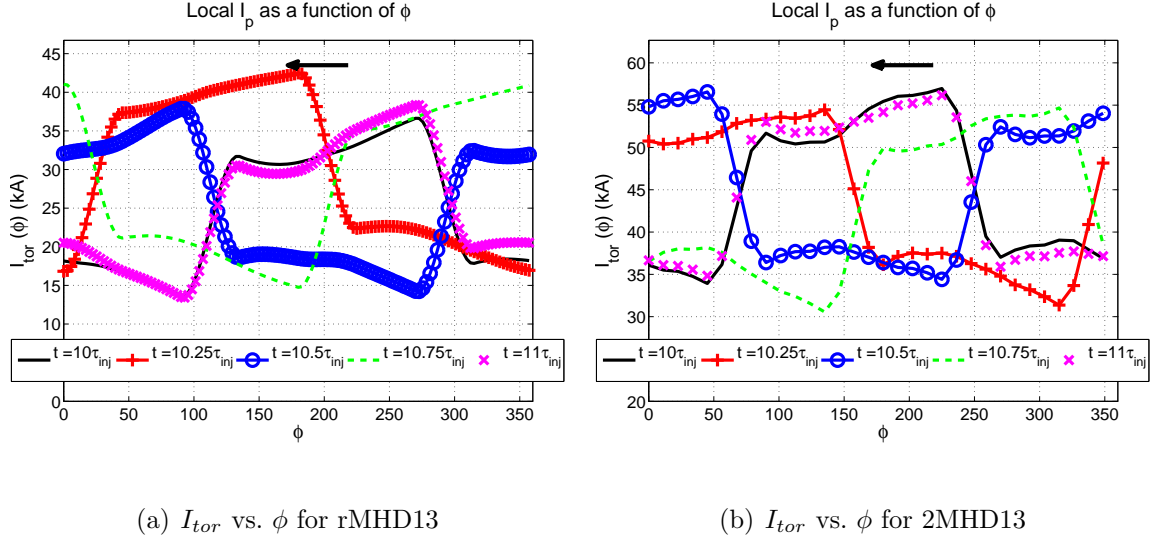 Local I_p as a function of ϕ
45
40
35
30
25
20
15
10
0
I_tor (ϕ) (kA)
t =10τ_inj t =10.25τ_inj t =10.5τ_inj t =10.75τ_inj t =11τ_inj
0 50 100 150 200 250 300 350
ϕ
(a) I_tor vs. ϕ for rMHD13
Local I_p as a function of ϕ
60
55
50
45
40
35
30
20
I_tor (ϕ) (kA)
t =10τ_inj t =10.25τ_inj t =10.5τ_inj t =10.75τ_inj t =11τ_inj
0 50 100 150 200 250 300 350
ϕ
(b) I_tor vs. ϕ for 2MHD13